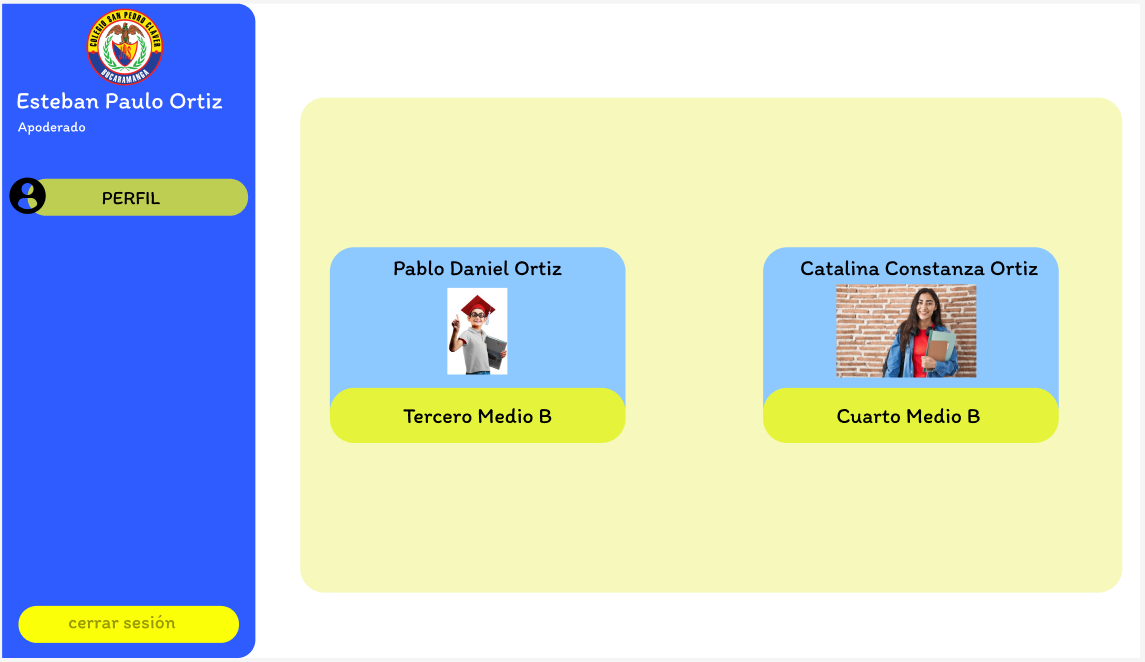 COLEGIO SAN PEDRO CLAVER
BUCARAMANGA
Esteban Paulo Ortiz
Apoderado
PERFIL
cerrar sesión
Pablo Daniel Ortiz
Tercero Medio B
Catalina Constanza Ortiz
Cuarto Medio B